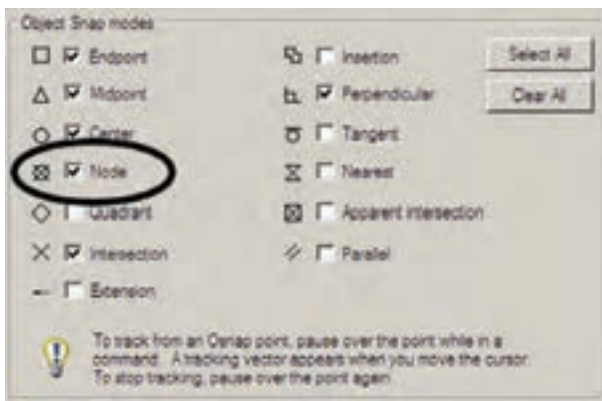 Object Snap modes
Endpoint
Midpoint
Center
Node
Quadrant
Intersection
Extension
Insertion
Perpendicular
Tangent
Nearest
Apparent intersection
Parallel
Select All
Clear All
To track from an Osnap point, pause over the point while in a
command. A tracking vector appears when you move the cursor.
To stop tracking, pause over the point again.